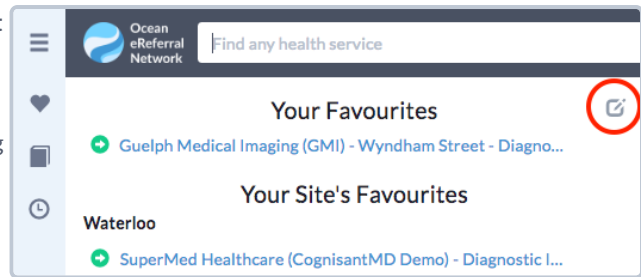 Ocean
eReferral
Network
Find any health service
Your Favourites
Guelph Medical Imaging (GMI) - Wyndham Street - Diagno...
Your Site's Favourites
Waterloo
SuperMed Healthcare (CognisantMD Demo) - Diagnostic I...